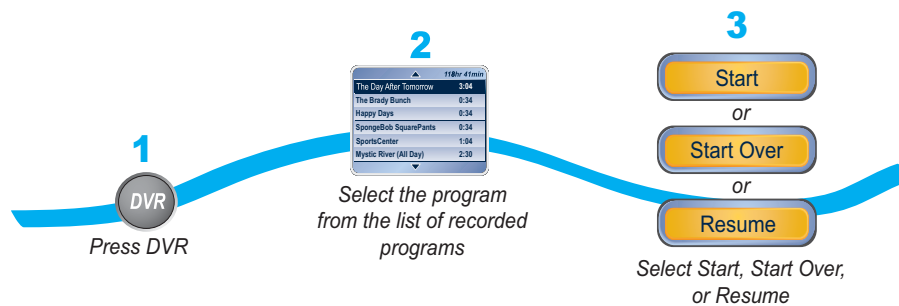 1
DVR
Press DVR
2
118hr 41min
The Day After Tomorrow 3:04
The Brady Bunch 0:34
Happy Days 0:34
SpongeBob SquarePants 0:34
SportsCenter 1:04
Mystic River (All Day) 2:30
Select the program
from the list of recorded
programs
3
Start
or
Start Over
or
Resume
Select Start, Start Over,
or Resume